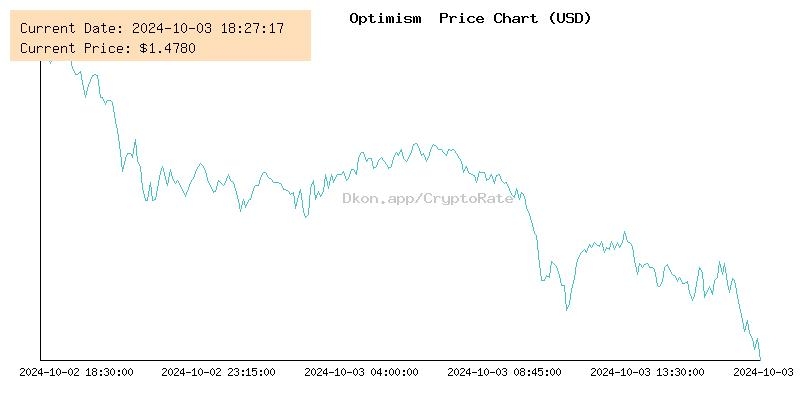 Optimism  Price Chart (USD)
Current Date: 2024-10-03 18:27:17
Current Price: $1.4780
Dkon.app/CryptoRate
2024-10-02 18:30:00 2024-10-02 23:15:00 2024-10-03 04:00:00 2024-10-03 08:45:00 2024-10-03 13:30:00 2024-10-03